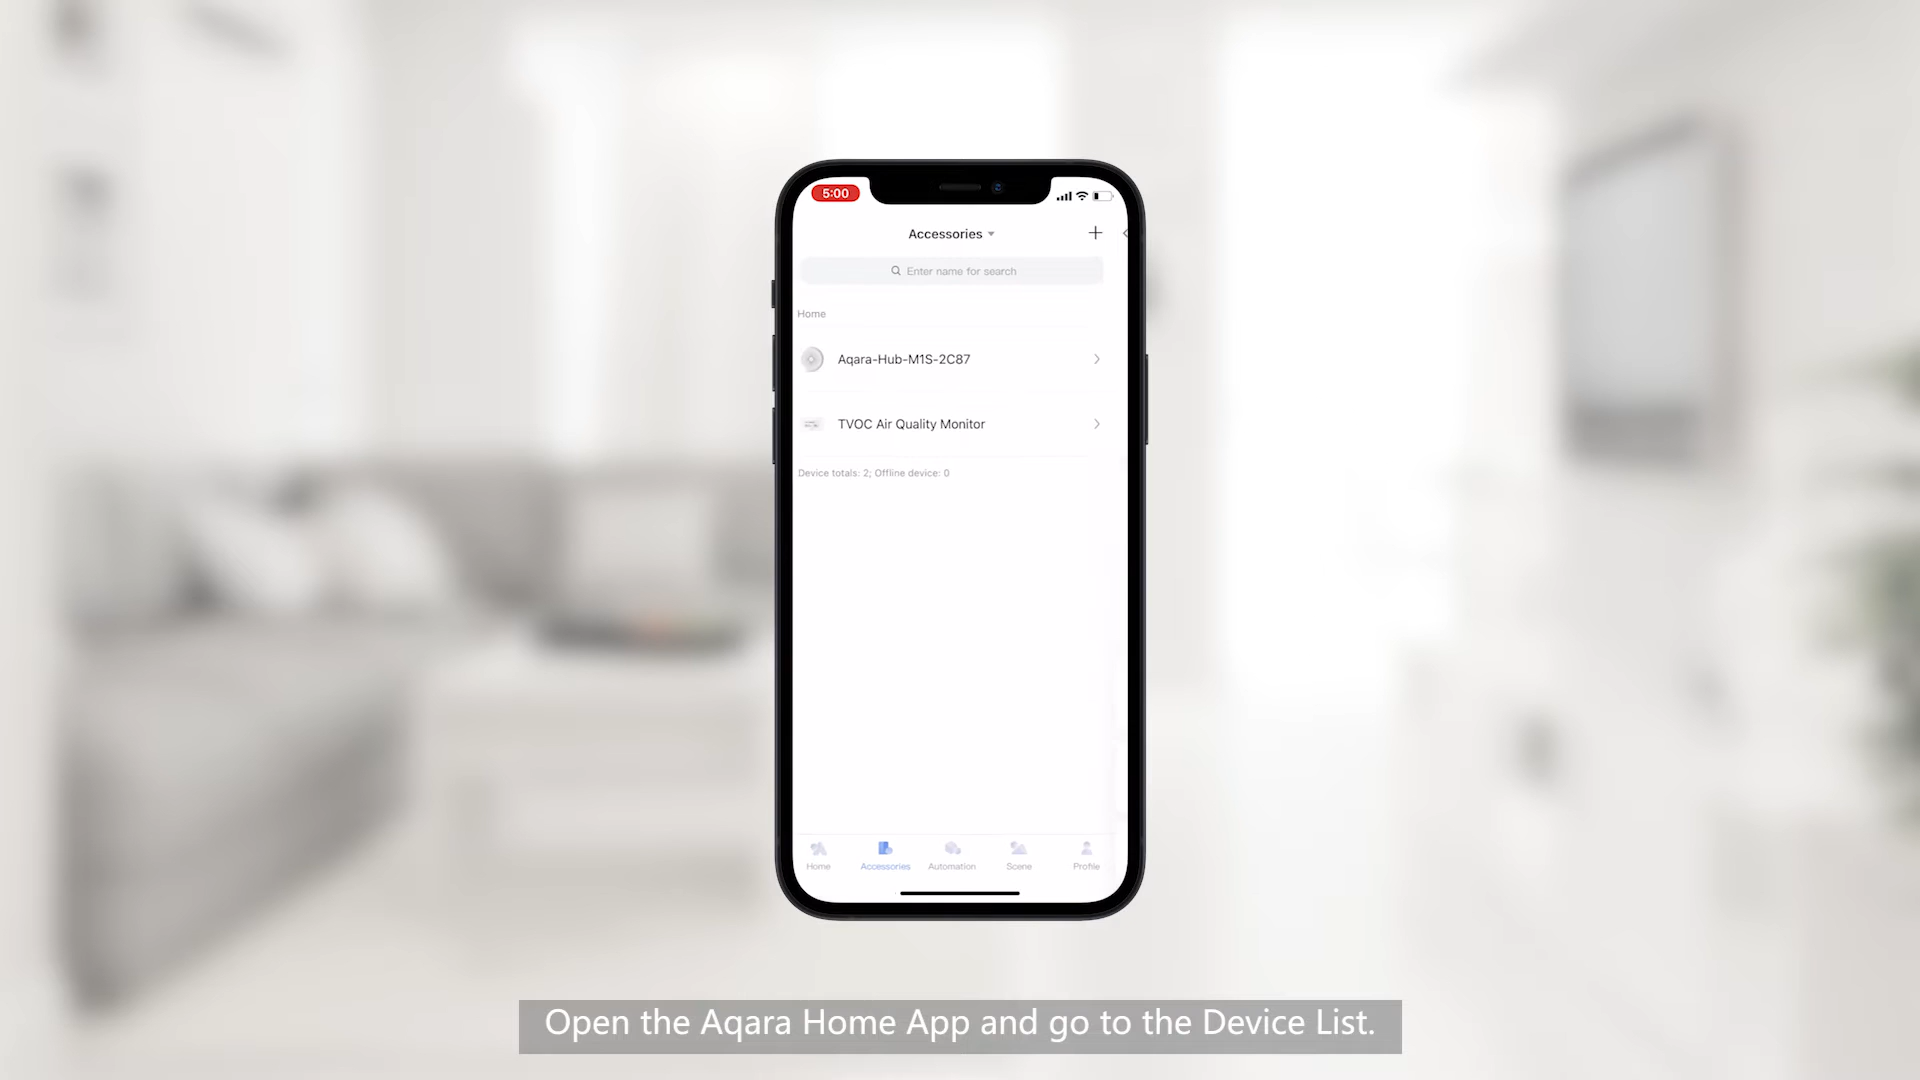 5:00
Accessories
Enter name for search
Home
Aqara-Hub-M1S-2C87
TVOC Air Quality Monitor
Device totals: 2; Offline device: 0
Home Accessories Automation Scene Profile
Open the Aqara Home App and go to the Device List.